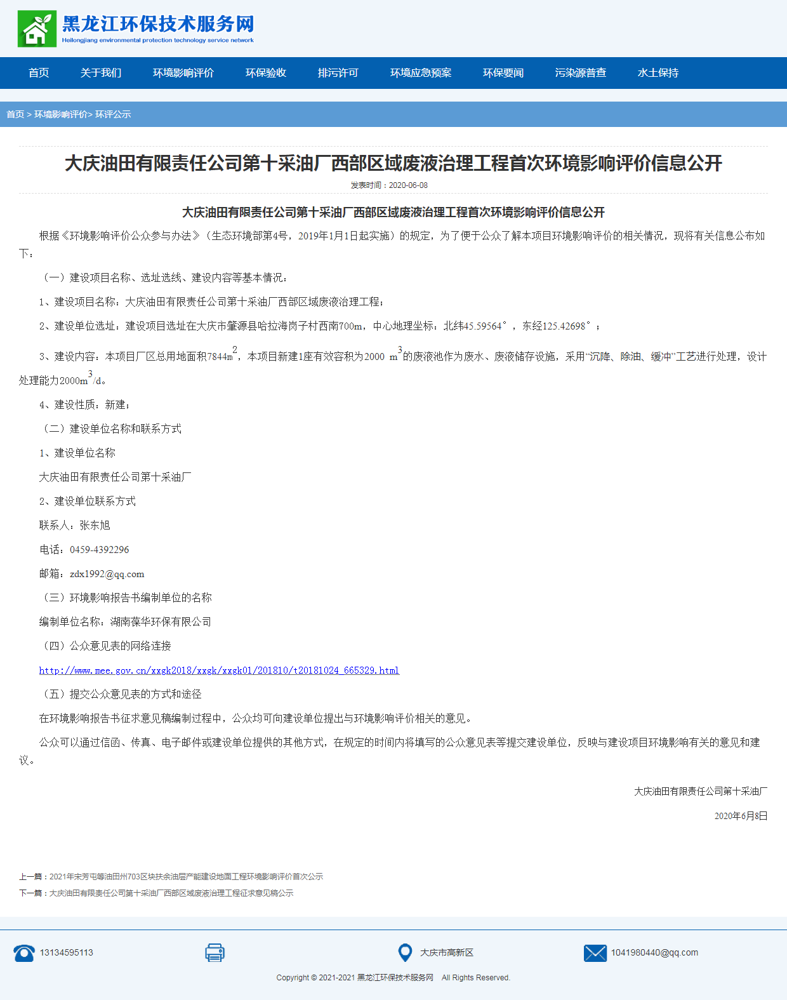 黑龙江环保技术服务网
Heilongjiang environmental protection technology service network
首页 关于我们 环境影响评价 环保验收 排污许可 环境应急预案 环保要闻 污染源普查 水土保持
首页 > 环境影响评价> 环评公示
大庆油田有限责任公司第十采油厂西部区域废液治理工程首次环境影响评价信息公开
发表时间：2020-06-08
大庆油田有限责任公司第十采油厂西部区域废液治理工程首次环境影响评价信息公开
根据《环境影响评价公众参与办法》（生态环境部第4号，2019年1月1日起实施）的规定，为了便于公众了解本项目环境影响评价的相关情况，现将有关信息公布如
下：
（一）建设项目名称、选址选线、建设内容等基本情况：
1、建设项目名称：大庆油田有限责任公司第十采油厂西部区域废液治理工程；
2、建设单位选址：建设项目选址在大庆市肇源县哈拉海岗子村西南700m，中心地理坐标：北纬45.59564°，东经125.42698°；
3、建设内容：本项目厂区总用地面积7844m2，本项目新建1座有效容积为2000 m3的废液池作为废水、废液储存设施，采用“沉降、除油、缓冲”工艺进行处理，设计
处理能力2000m3/d。
4、建设性质：新建；
（二）建设单位名称和联系方式
1、建设单位名称
大庆油田有限责任公司第十采油厂
2、建设单位联系方式
联系人：张东旭
电话：0459-4392296
邮箱：zdx1992@qq.com
（三）环境影响报告书编制单位的名称
编制单位名称：湖南葆华环保有限公司
（四）公众意见表的网络连接
http://www.mee.gov.cn/xxgk2018/xxgk/xxgk01/201810/t20181024_665329.html
（五）提交公众意见表的方式和途径
在环境影响报告书征求意见稿编制过程中，公众均可向建设单位提出与环境影响评价相关的意见。
公众可以通过信函、传真、电子邮件或建设单位提供的其他方式，在规定的时间内将填写的公众意见表等提交建设单位，反映与建设项目环境影响有关的意见和建
议。
大庆油田有限责任公司第十采油厂
2020年6月8日
上一篇：2021年宋芳屯等油田州703区块扶余油层产能建设地面工程环境影响评价首次公示
下一篇：大庆油田有限责任公司第十采油厂西部区域废液治理工程征求意见稿公示
13134595113 大庆市高新区 1041980440@qq.com
Copyright © 2021-2021 黑龙江环保技术服务网 All Rights Reserved.